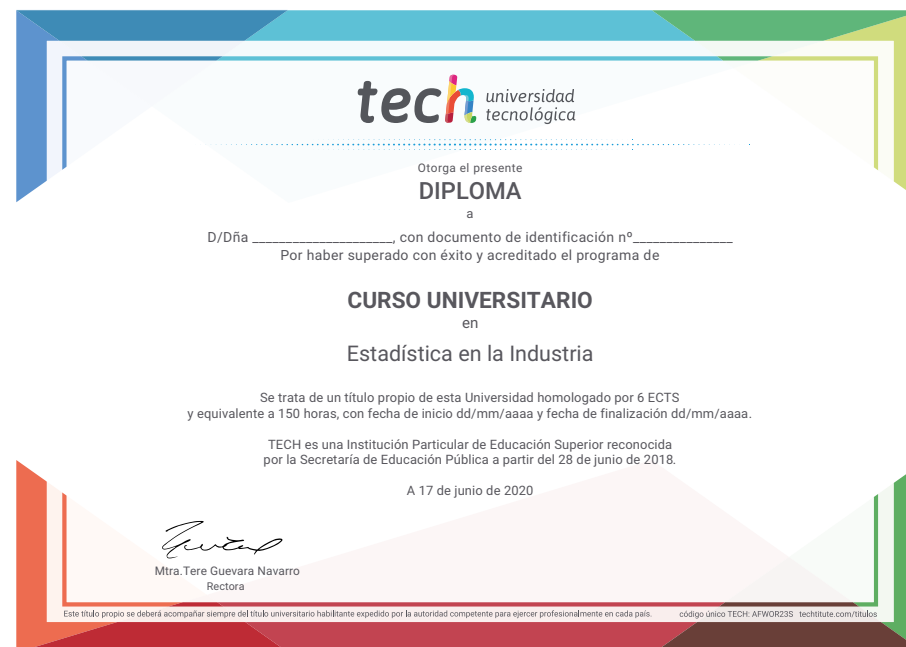 tech universidad
tecnológica
Otorga el presente
DIPLOMA
a
D/Dña _____________________, con documento de identificación nº_______________
Por haber superado con éxito y acreditado el programa de
CURSO UNIVERSITARIO
en
Estadística en la Industria
Se trata de un título propio de esta Universidad homologado por 6 ECTS
y equivalente a 150 horas, con fecha de inicio dd/mm/aaaa y fecha de finalización dd/mm/aaaa.
TECH es una Institución Particular de Educación Superior reconocida
por la Secretaría de Educación Pública a partir del 28 de junio de 2018.
A 17 de junio de 2020
Mtra.Tere Guevara Navarro
Rectora
Este título propio se deberá acompañar siempre del título universitario habilitante expedido por la autoridad competente para ejercer profesionalmente en cada país. código único TECH: AFWOR23S techtitute.com/titulos